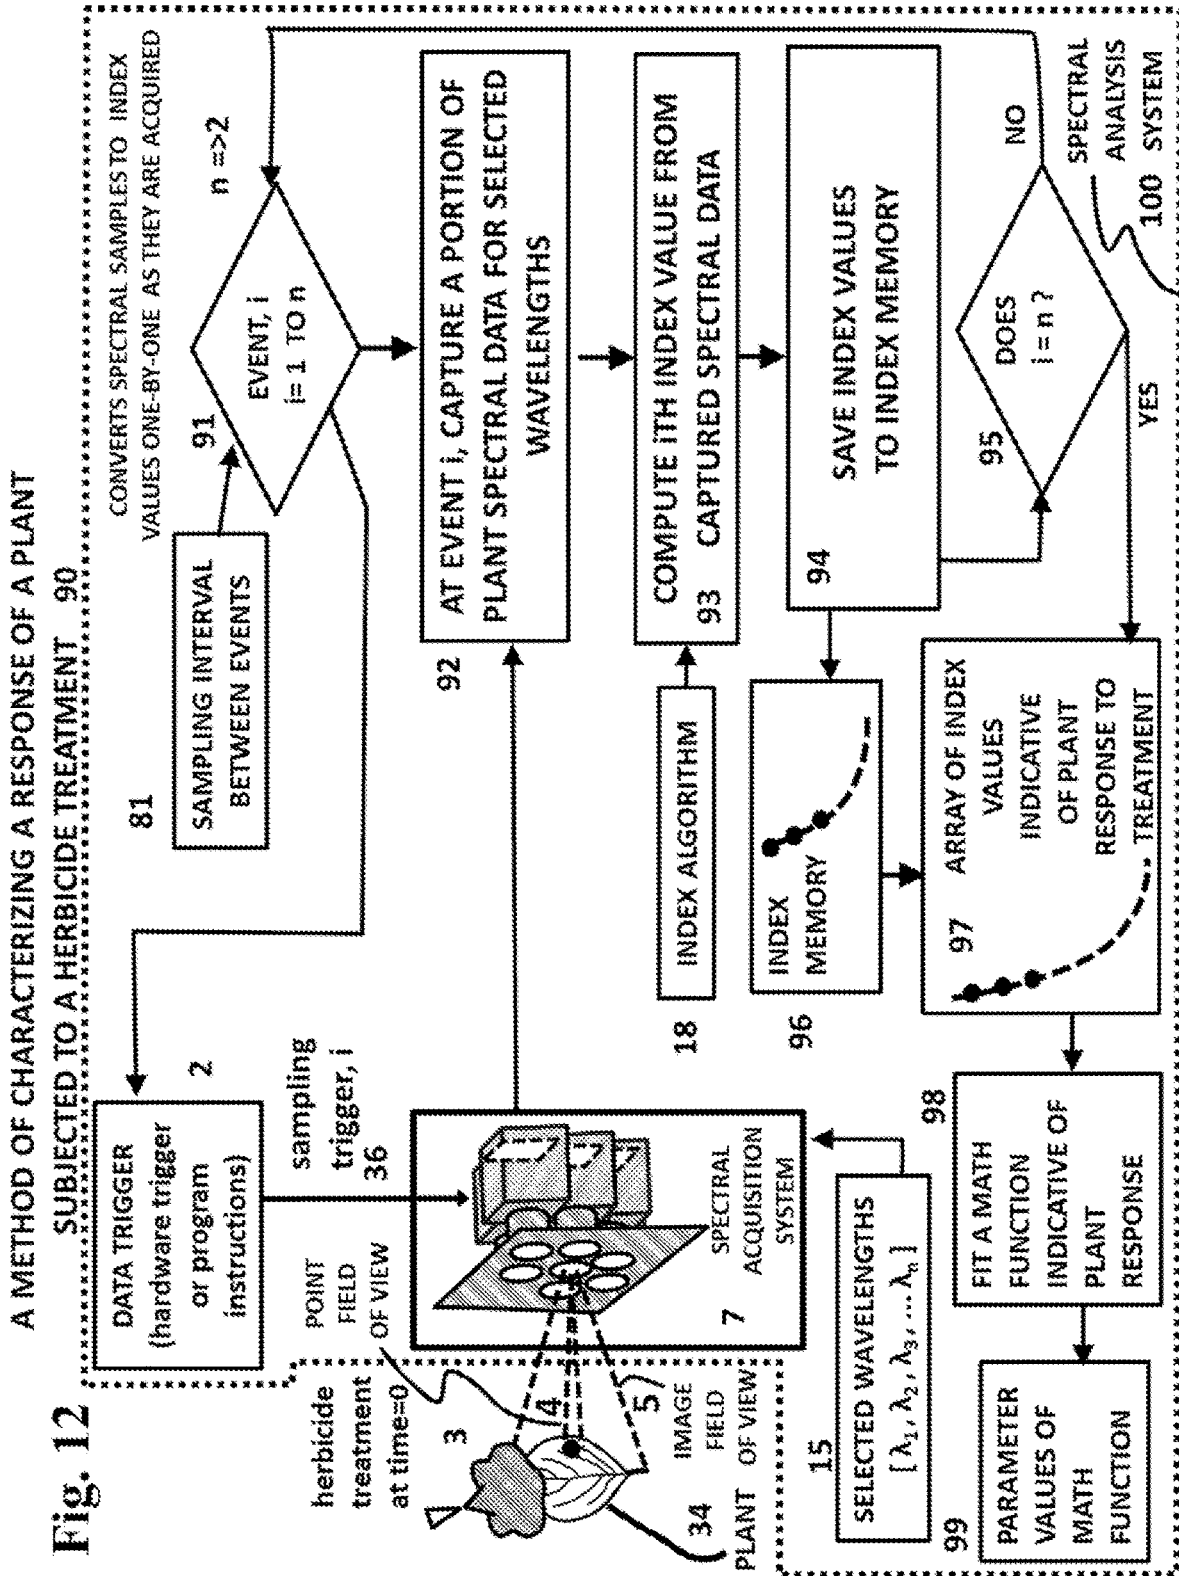 A METHOD OF CHARACTERIZING A RESPONSE OF A PLANT
Fig. 12
SUBJECTED TO A HERBICIDE TREATMENT 90
CONVERTS SPECTRAL SAMPLES TO INDEX
VALUES ONE-BY-ONE AS THEY ARE ACQUIRED
DATA TRIGGER
(hardware trigger
or program
instructions)
2
81
SAMPLING INTERVAL
BETWEEN EVENTS
91
n =>2
EVENT, i
i= 1 TO n
herbicide
treatment
at time=0
3
POINT
FIELD
OF VIEW
sampling
trigger, i
36
4
5
IMAGE
FIELD
OF VIEW
34
PLANT
7
SPECTRAL
ACQUISITION
SYSTEM
92
AT EVENT i, CAPTURE A PORTION OF
PLANT SPECTRAL DATA FOR SELECTED
WAVELENGTHS
18
INDEX ALGORITHM
COMPUTE iTH INDEX VALUE FROM
93 CAPTURED SPECTRAL DATA
96
INDEX
MEMORY
94
SAVE INDEX VALUES
TO INDEX MEMORY
15
SELECTED WAVELENGTHS
[ λ1, λ2, λ3, ... λn ]
97
ARRAY OF INDEX
VALUES
INDICATIVE
OF PLANT
RESPONSE TO
TREATMENT
95
DOES
i = n ?
NO
YES
98
FIT A MATH
FUNCTION
INDICATIVE OF
PLANT
RESPONSE
99
PARAMETER
VALUES OF
MATH
FUNCTION
SPECTRAL
ANALYSIS
100 SYSTEM